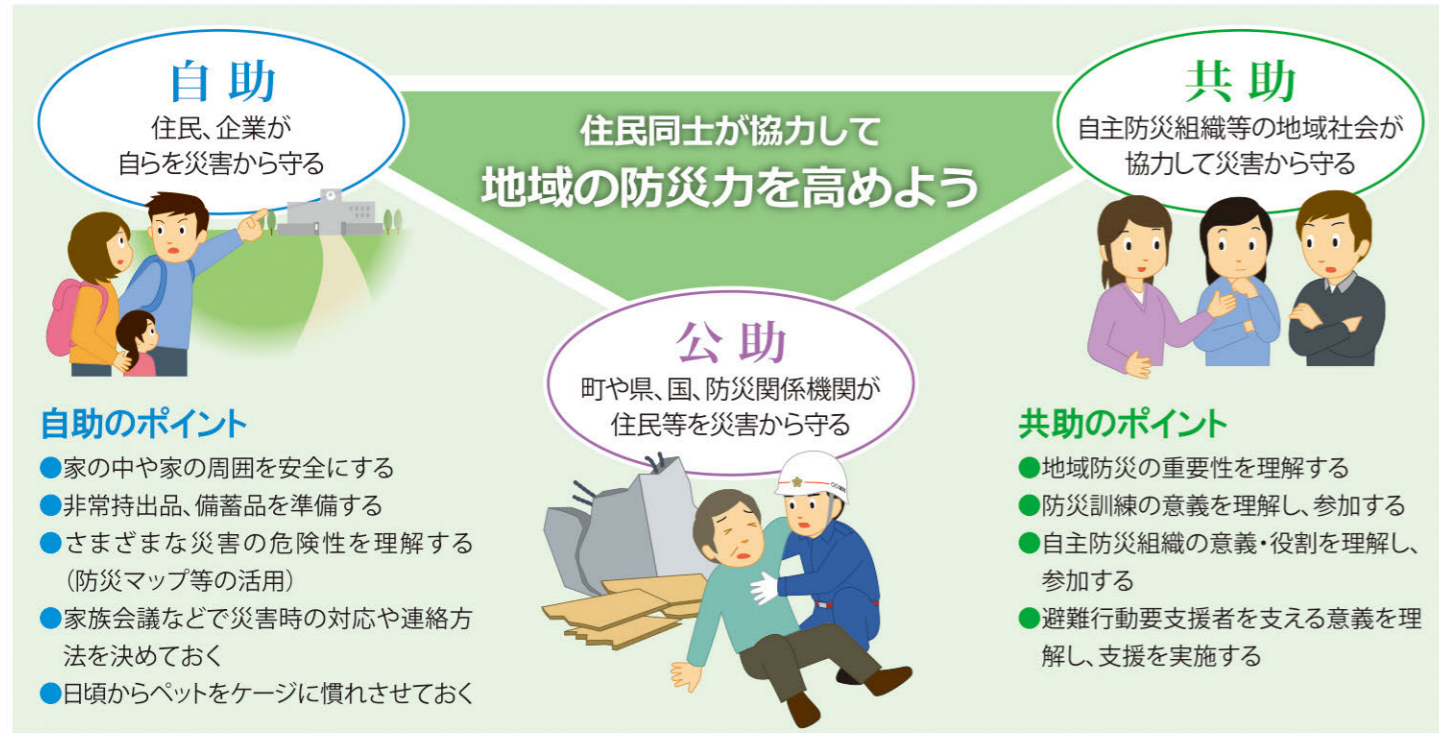 自助
住民、企業が
自らを災害から守る
住民同士が協力して
地域の防災力を高めよう
共助
自主防災組織等の地域社会が
協力して災害から守る
公助
町や県、国、防災関係機関が
住民等を災害から守る
自助のポイント
●家の中や家の周囲を安全にする
●非常持出品、備蓄品を準備する
●さまざまな災害の危険性を理解する
（防災マップ等の活用）
●家族会議などで災害時の対応や連絡方
法を決めておく
●日頃からペットをケージに慣れさせておく
共助のポイント
●地域防災の重要性を理解する
●防災訓練の意義を理解し、参加する
●自主防災組織の意義・役割を理解し、
参加する
●避難行動要支援者を支える意義を理
解し、支援を実施する